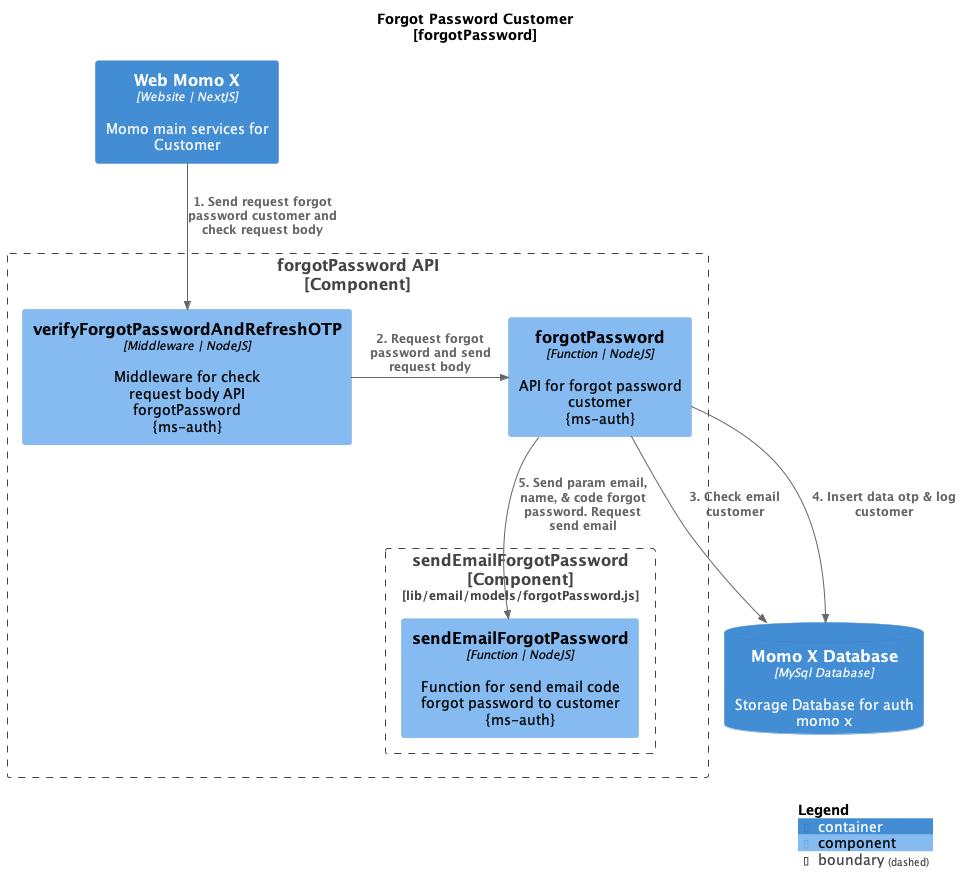 Forgot Password Customer
[forgotPassword]
Web Momo X
[Website | NextJS]
Momo main services for
Customer
1. Send request forgot
password customer and
check request body
forgotPassword API
[Component]
verifyForgotPasswordAndRefreshOTP
[Middleware | NodeJS]
Middleware for check
request body API
forgotPassword
{ms-auth}
2. Request forgot
password and send
request body
forgotPassword
[Function | NodeJS]
API for forgot password
customer
{ms-auth}
5. Send param email,
name, & code forgot
password. Request
send email
3. Check email
customer
4. Insert data otp & log
customer
sendEmailForgotPassword
[Component]
[lib/email/models/forgotPassword.js]
sendEmailForgotPassword
[Function | NodeJS]
Function for send email code
forgot password to customer
{ms-auth}
Momo X Database
[MySql Database]
Storage Database for auth
momo x
Legend
container
component
boundary (dashed)